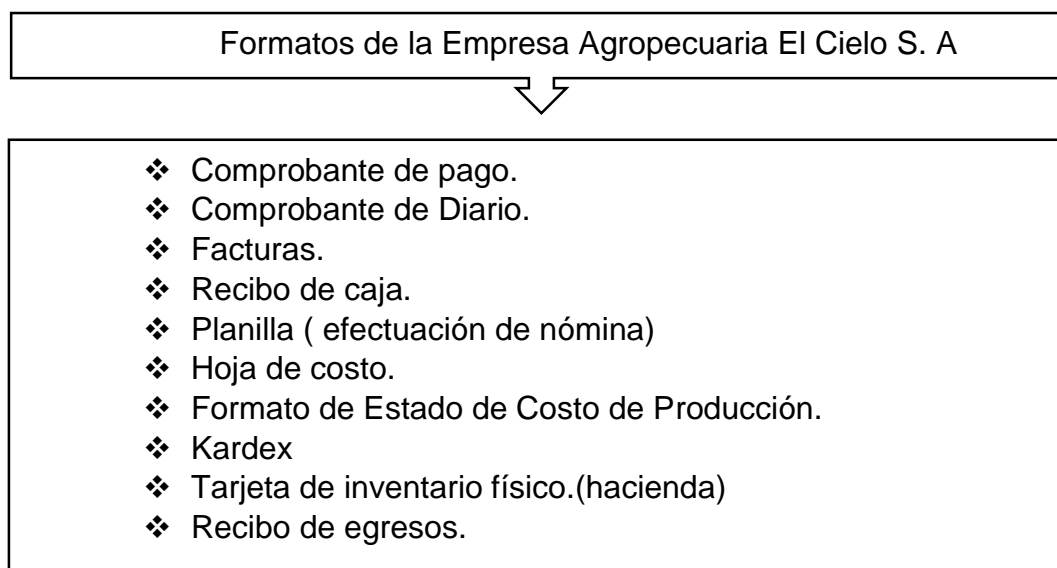 Formatos de la Empresa Agropecuaria El Cielo S. A
❖ Comprobante de pago.
❖ Comprobante de Diario.
❖ Facturas.
❖ Recibo de caja.
❖ Planilla ( efectuación de nómina)
❖ Hoja de costo.
❖ Formato de Estado de Costo de Producción.
❖ Kardex
❖ Tarjeta de inventario físico.(hacienda)
❖ Recibo de egresos.